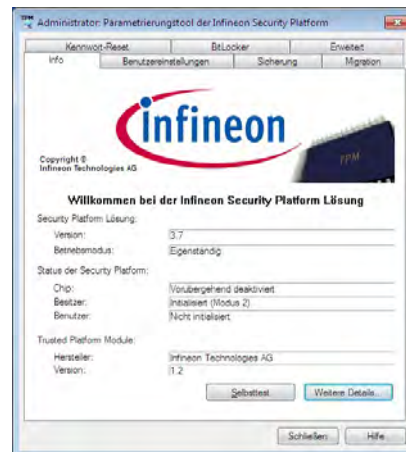 Administrator: Parametrierungstool der Infineon Security Platform
Kennwort-Reset BitLocker Erweitert
Info Benutzereinstellungen Sicherung Migration
infineon
TPM
Copyright ©
Infineon Technologies AG
Willkommen bei der Infineon Security Platform Lösung
Security Platform Lösung:
Version: 3.7
Betriebsmodus: Eigenständig
Status der Security Platform:
Chip: Vorübergehend deaktiviert
Besitzer: Initialisiert (Modus 2)
Benutzer: Nicht initialisiert
Trusted Platform Module:
Hersteller: Infineon Technologies AG
Version: 1.2
Selbsttest Weitere Details...
Schließen Hilfe